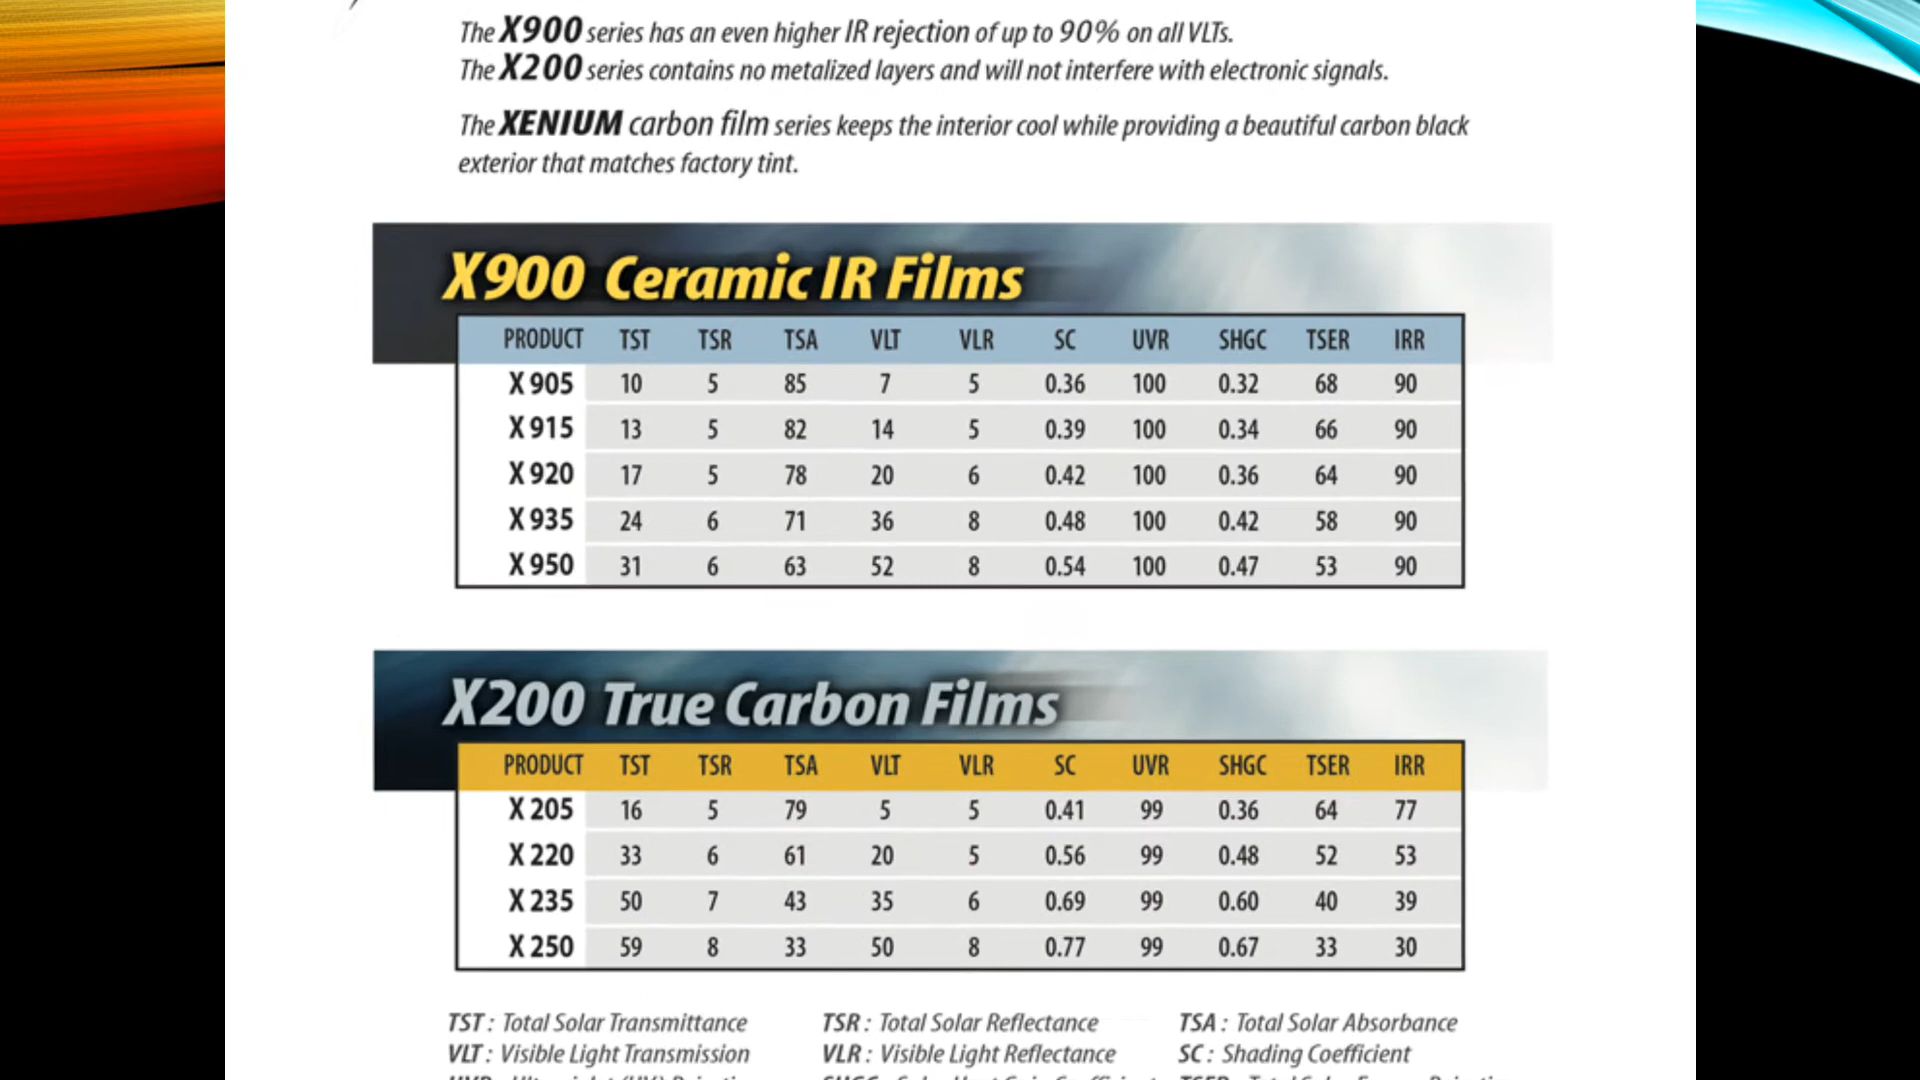 The X900 series has an even higher IR rejection of up to 90% on all VLTs.
The X200 series contains no metalized layers and will not interfere with electronic signals.
The XENIUM carbon film series keeps the interior cool while providing a beautiful carbon black
exterior that matches factory tint.
X900 Ceramic IR Films
PRODUCT TST TSR TSA VLT VLR SC UVR SHGC TSER IRR
X 905 10 5 85 7 5 0.36 100 0.32 68 90
X 915 13 5 82 14 5 0.39 100 0.34 66 90
X 920 17 5 78 20 6 0.42 100 0.36 64 90
X 935 24 6 71 36 8 0.48 100 0.42 58 90
X 950 31 6 63 52 8 0.54 100 0.47 53 90
X200 True Carbon Films
PRODUCT TST TSR TSA VLT VLR SC UVR SHGC TSER IRR
X 205 16 5 79 5 5 0.41 99 0.36 64 77
X 220 33 6 61 20 5 0.56 99 0.48 52 53
X 235 50 7 43 35 6 0.69 99 0.60 40 39
X 250 59 8 33 50 8 0.77 99 0.67 33 30
TST : Total Solar Transmittance TSR : Total Solar Reflectance TSA : Total Solar Absorbance
VLT : Visible Light Transmission VLR : Visible Light Reflectance SC : Shading Coefficient